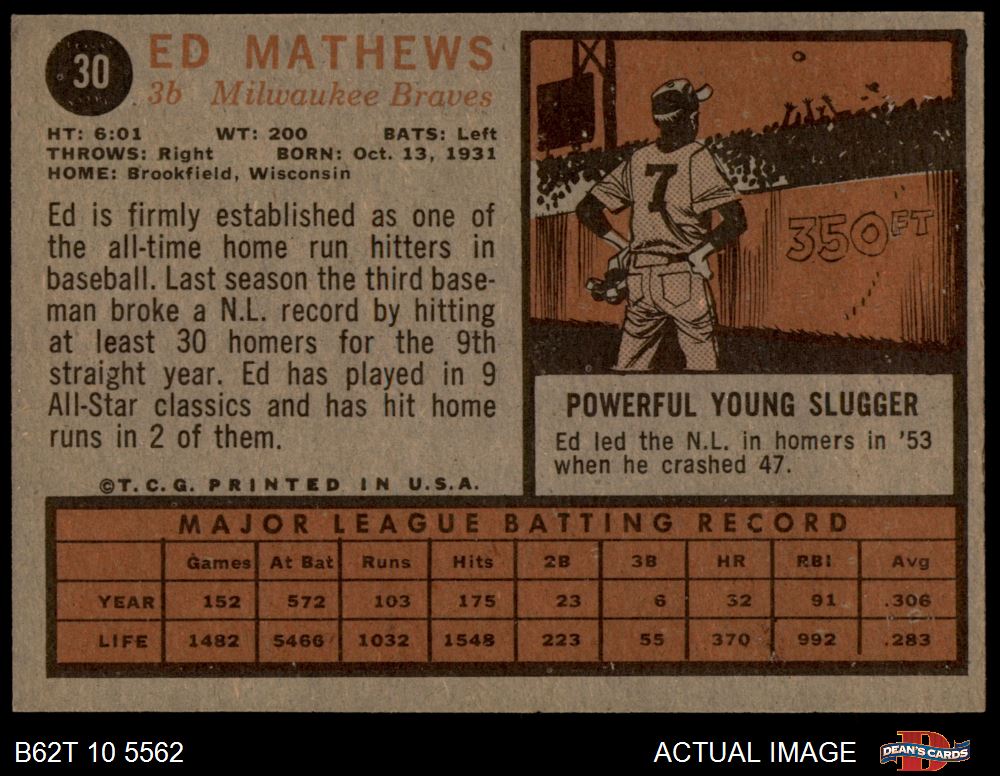 30
ED MATHEWS
3b Milwaukee Braves
HT: 6:01 WT: 200 BATS: Left
THROWS: Right BORN: Oct. 13, 1931
HOME: Brookfield, Wisconsin
Ed is firmly established as one of
the all-time home run hitters in
baseball. Last season the third base-
man broke a N.L. record by hitting
at least 30 homers for the 9th
straight year. Ed has played in 9
All-Star classics and has hit home
runs in 2 of them.
©T.C.G. PRINTED IN U.S.A.
7
350FT
POWERFUL YOUNG SLUGGER
Ed led the N.L. in homers in '53
when he crashed 47.
MAJOR LEAGUE BATTING RECORD
Games At Bat Runs Hits 2B 3B HR RBI Avg
YEAR 152 572 103 175 23 6 32 91 .306
LIFE 1482 5466 1032 1548 223 55 370 992 .283
B62T 10 5562
ACTUAL IMAGE
DEAN'S CARDS